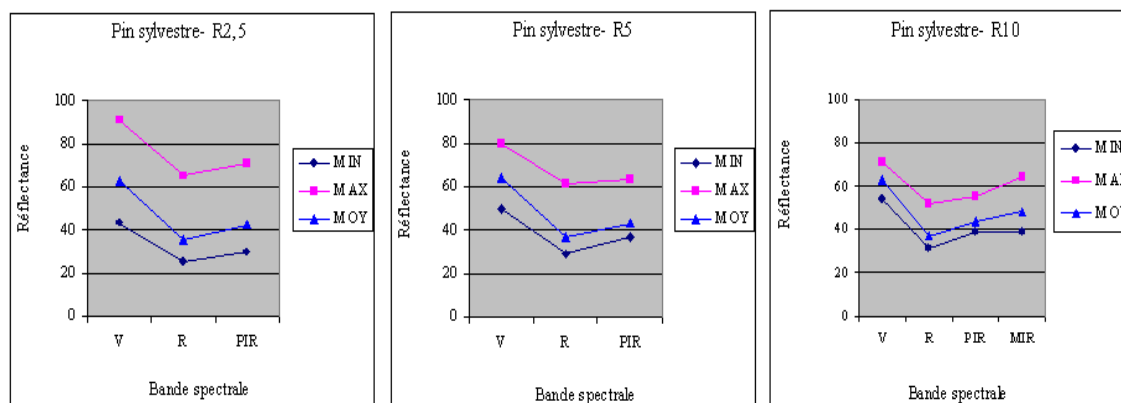 Pin sylvestre- R2,5
Réflectance
100
80
60
40
20
0
V R PIR
Bande spectrale
MIN
MAX
MOY
Pin sylvestre- R5
Réflectance
100
80
60
40
20
0
V R PIR
Bande spectrale
MIN
MAX
MOY
Pin sylvestre- R10
Réflectance
100
80
60
40
20
0
V R PIR MIR
Bande spectrale
MIN
MAX
MOY